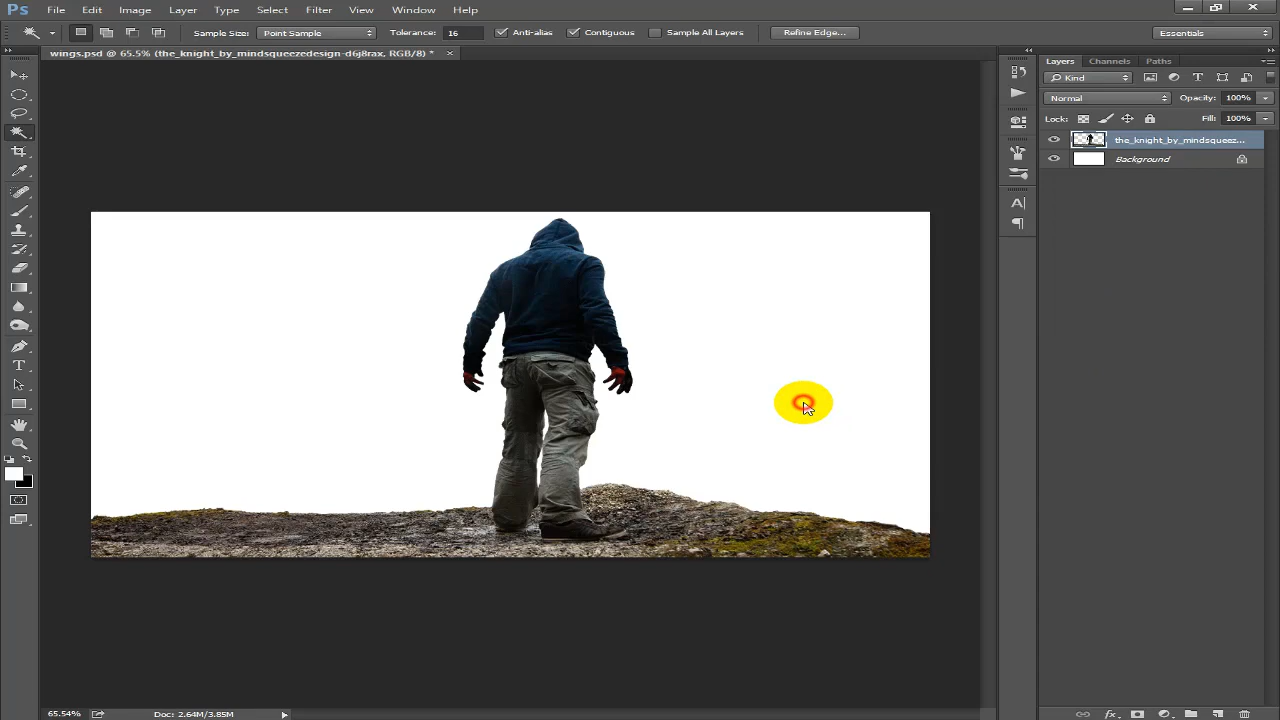 Ps File Edit Image Layer Type Select Filter View Window Help
Sample Size: Point Sample Tolerance: 16 Anti-alias Contiguous Sample All Layers Refine Edge... Essentials
wings.psd @ 65.5% (the_knight_by_mindsqueezedesign-d6j8rax, RGB/8) *
Layers Channels Paths
Kind
Normal Opacity: 100%
Lock: Fill: 100%
the_knight_by_mindsqueez...
Background
65.54% Doc: 2.64M/3.85M